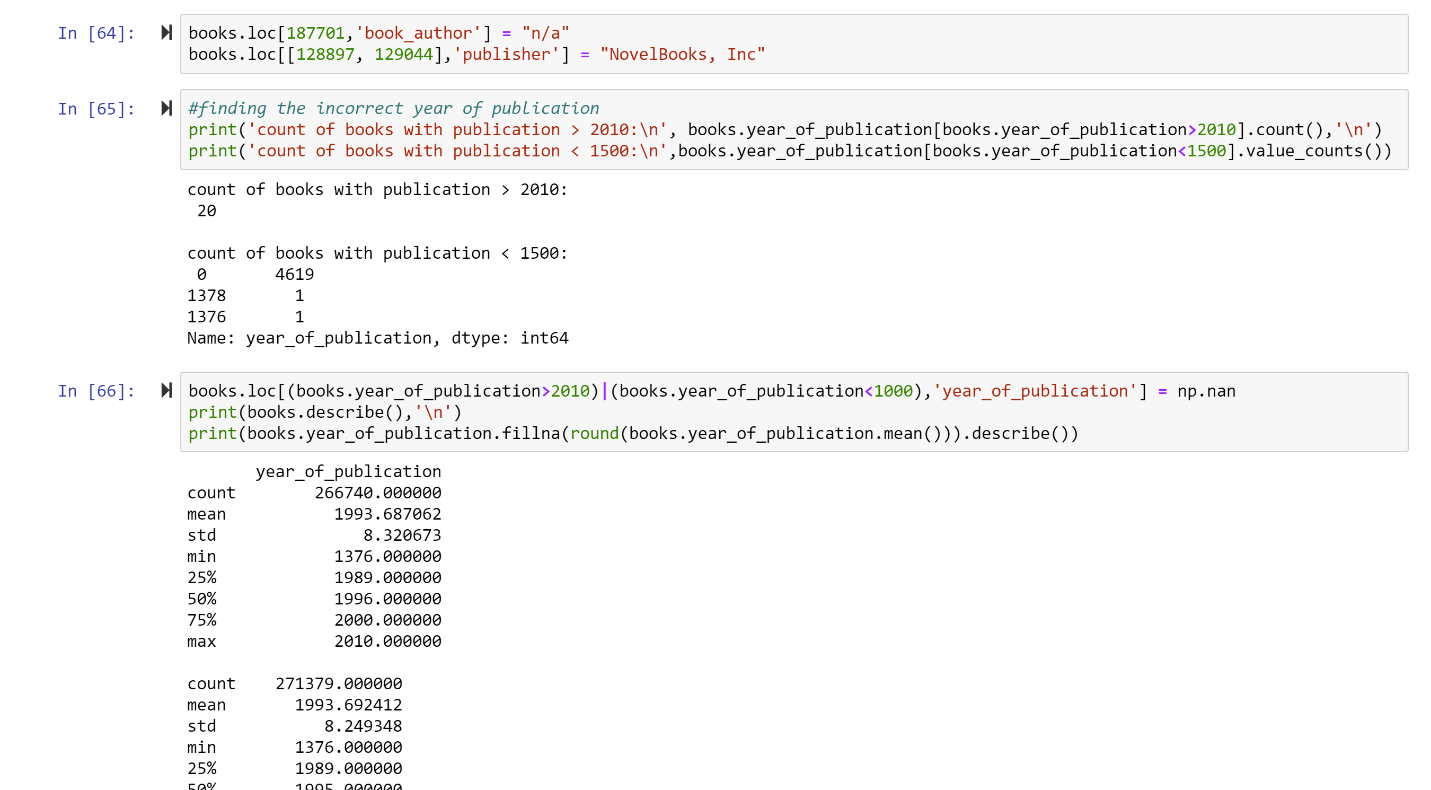 In [64]:
books.loc[187701,'book_author'] = "n/a"
books.loc[[128897, 129044],'publisher'] = "NovelBooks, Inc"
In [65]:
#finding the incorrect year of publication
print('count of books with publication > 2010:\n', books.year_of_publication[books.year_of_publication>2010].count(),'\n')
print('count of books with publication < 1500:\n',books.year_of_publication[books.year_of_publication<1500].value_counts())
count of books with publication > 2010:
20
count of books with publication < 1500:
0 4619
1378 1
1376 1
Name: year_of_publication, dtype: int64
In [66]:
books.loc[(books.year_of_publication>2010)|(books.year_of_publication<1000),'year_of_publication'] = np.nan
print(books.describe(),'\n')
print(books.year_of_publication.fillna(round(books.year_of_publication.mean())).describe())
year_of_publication
count 266740.000000
mean 1993.687062
std 8.320673
min 1376.000000
25% 1989.000000
50% 1996.000000
75% 2000.000000
max 2010.000000
count 271379.000000
mean 1993.692412
std 8.249348
min 1376.000000
25% 1989.000000
50% 1995.000000